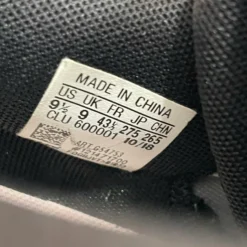 MADE IN CHINA
US UK FR JP CHN
9½ 9 43⅓ 275 265
CLU 600001 10/18